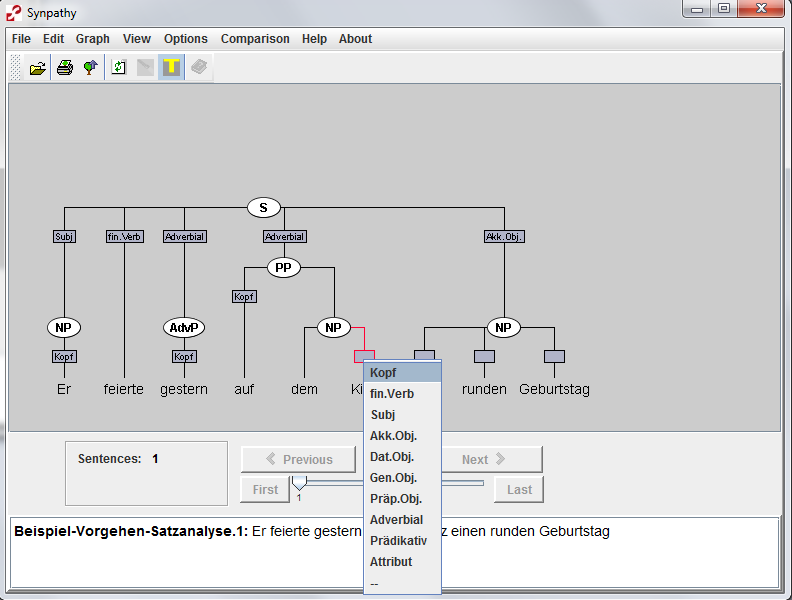 Synpathy
File Edit Graph View Options Comparison Help About
T
S
Subj fin.Verb Adverbial Adverbial Akk.Obj.
PP
Kopf
NP AdvP NP NP
Kopf Kopf
Er feierte gestern auf dem Ki runden Geburtstag
Kopf
fin.Verb
Subj
Akk.Obj.
Dat.Obj.
Gen.Obj.
Präp.Obj.
Adverbial
Prädikativ
Attribut
--
Sentences: 1
Previous Next
First 1 Last
Beispiel-Vorgehen-Satzanalyse.1: Er feierte gestern z einen runden Geburtstag